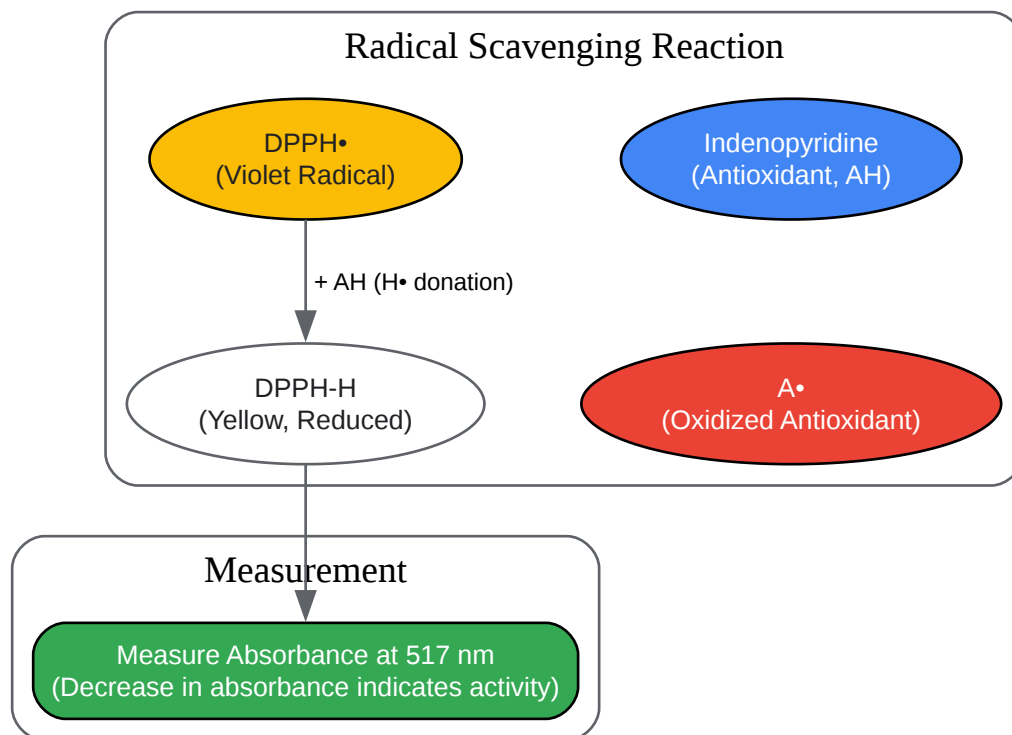 Radical Scavenging Reaction
DPPH•
(Violet Radical)
Indenopyridine
(Antioxidant, AH)
+ AH (H• donation)
DPPH-H
(Yellow, Reduced)
A•
(Oxidized Antioxidant)
Measurement
Measure Absorbance at 517 nm
(Decrease in absorbance indicates activity)